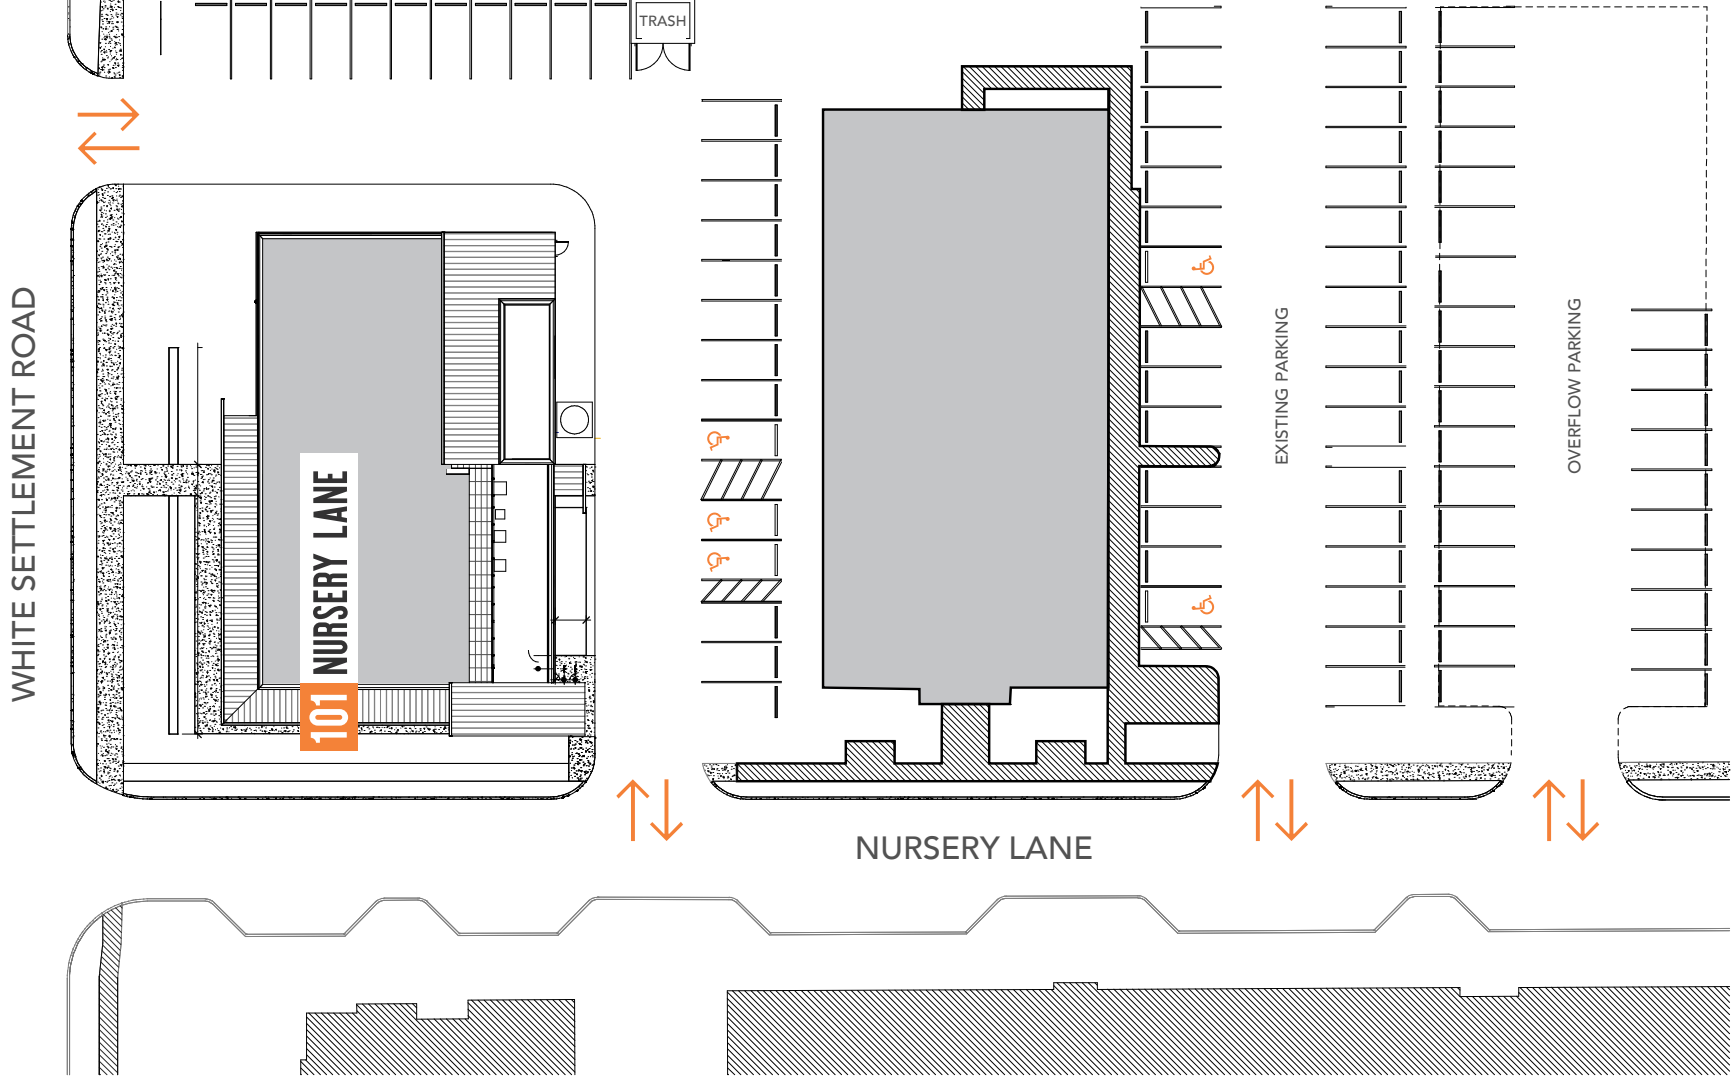 TRASH
WHITE SETTLEMENT ROAD
101 NURSERY LANE
EXISTING PARKING
OVERFLOW PARKING
NURSERY LANE